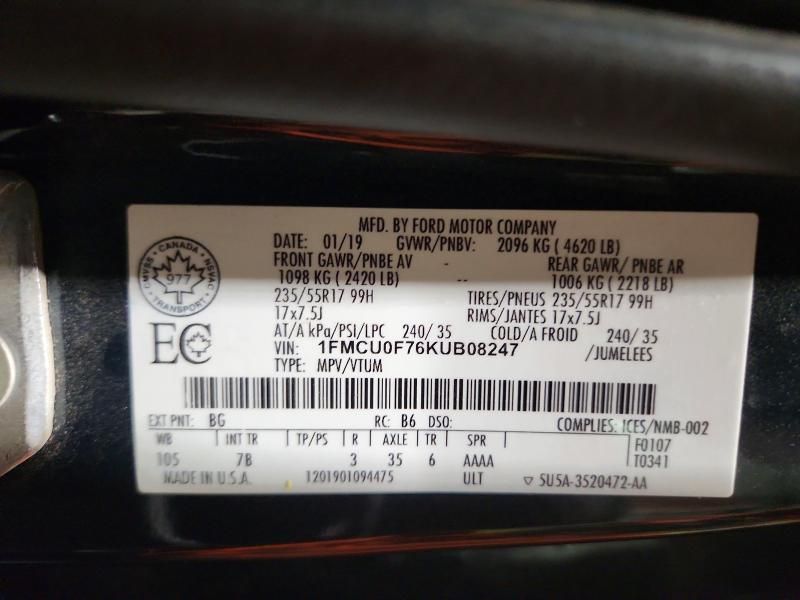 MFD. BY FORD MOTOR COMPANY
DATE: 01/19 GVWR/PNBV: 2096 KG ( 4620 LB)
FRONT GAWR/PNBE AV - REAR GAWR/ PNBE AR
1098 KG ( 2420 LB) -- 1006 KG ( 2218 LB)
235/55R17 99H TIRES/PNEUS 235/55R17 99H
17x7.5J RIMS/JANTES 17x7.5J
AT/A kPa/PSI/LPC 240/ 35 COLD/A FROID 240/ 35
VIN: 1FMCU0F76KUB08247 /JUMELEES
TYPE: MPV/VTUM
CANADA
CMVSS 977 NSVAC
TRANSPORT
EC
EXT PNT: BG RC: B6 DSO: COMPLIES: ICES/NMB-002
WB INT TR TP/PS R AXLE TR SPR F0107
105 7B 3 35 6 AAAA T0341
MADE IN U.S.A. 1201901094475 ULT ▽ SU5A-3520472-AA